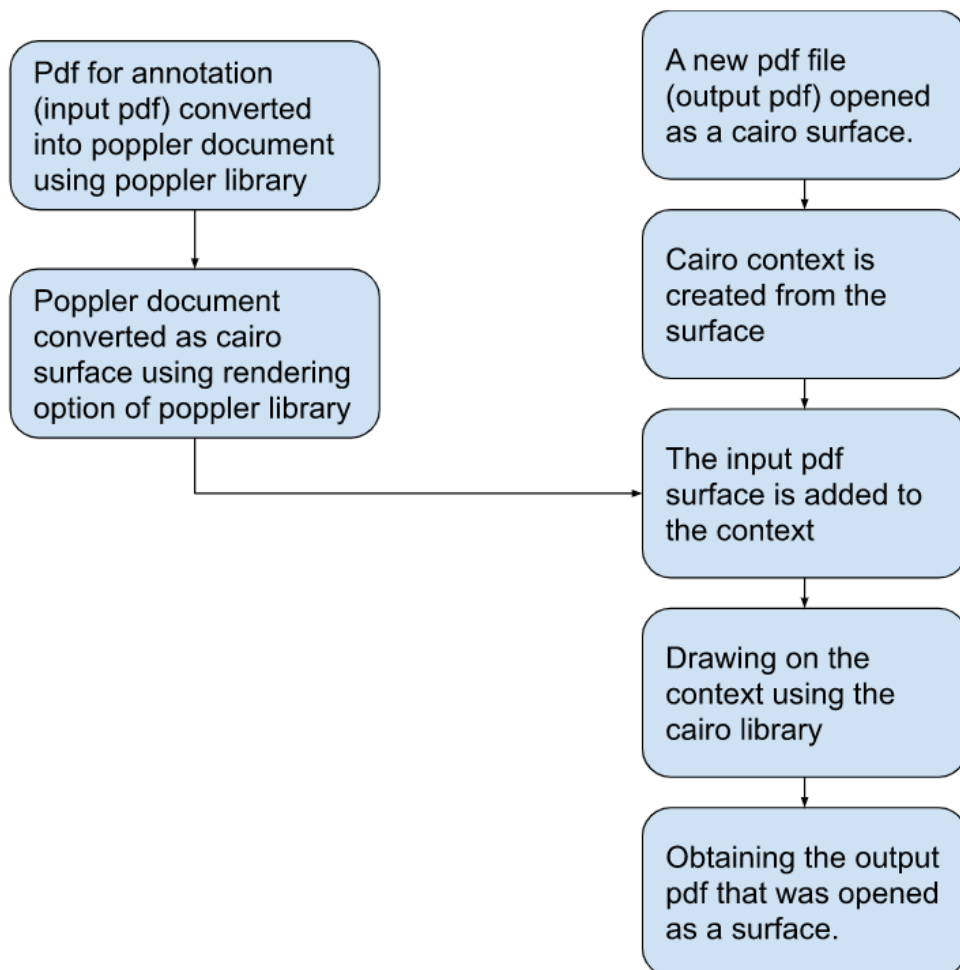 Pdf for annotation
(input pdf) converted
into poppler document
using poppler library
Poppler document
converted as cairo
surface using rendering
option of poppler library
A new pdf file
(output pdf) opened
as a cairo surface.
Cairo context is
created from the
surface
The input pdf
surface is added to
the context
Drawing on the
context using the
cairo library
Obtaining the output
pdf that was opened
as a surface.